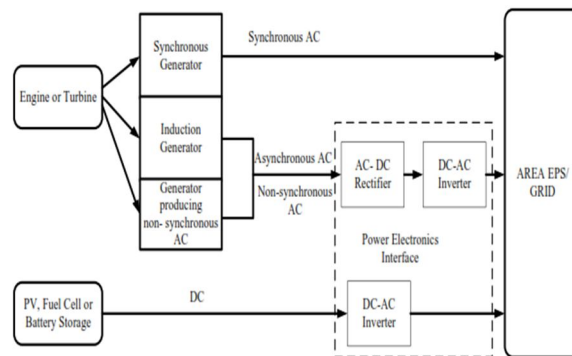 Synchronous
Generator
Synchronous AC
Engine or Turbine
Induction
Generator
Asynchronous AC
Non-synchronous
AC
Generator
producing
non- synchronous
AC
AC- DC
Rectifier
DC-AC
Inverter
AREA EPS/
GRID
Power Electronics
Interface
PV, Fuel Cell or
Battery Storage
DC
DC-AC
Inverter